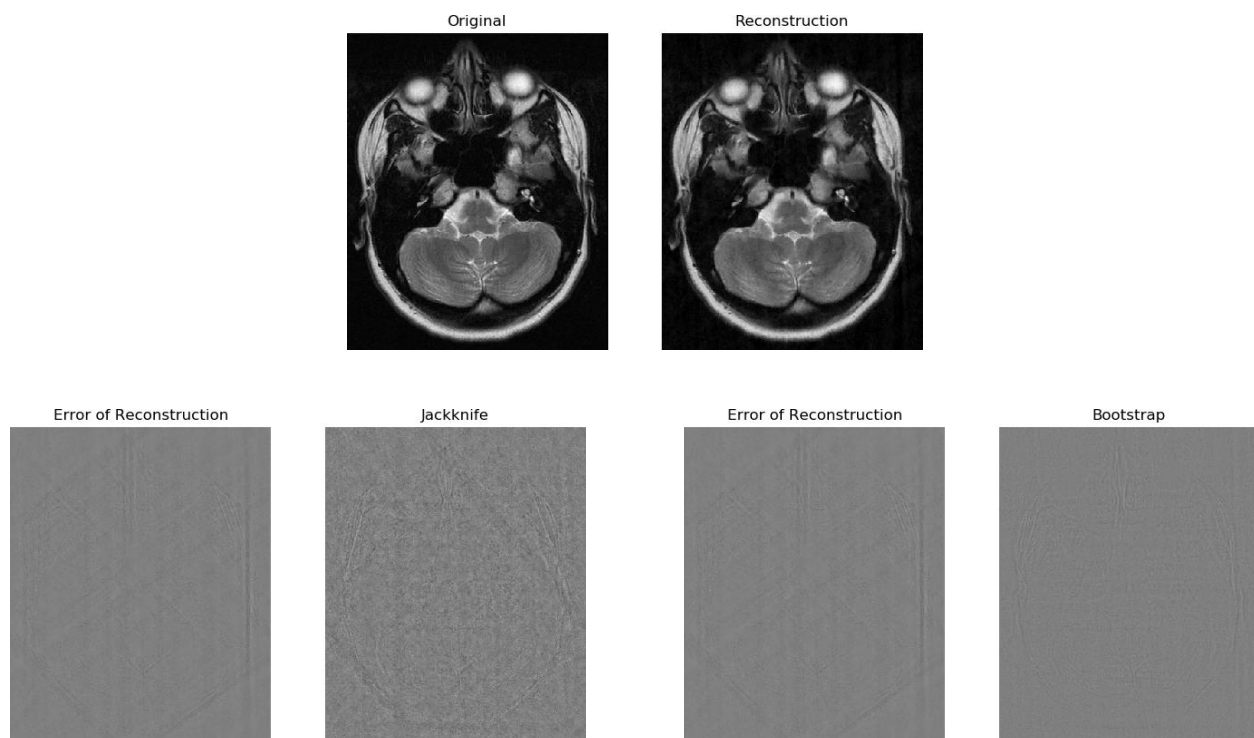 Original
Reconstruction
Error of Reconstruction
Jackknife
Error of Reconstruction
Bootstrap